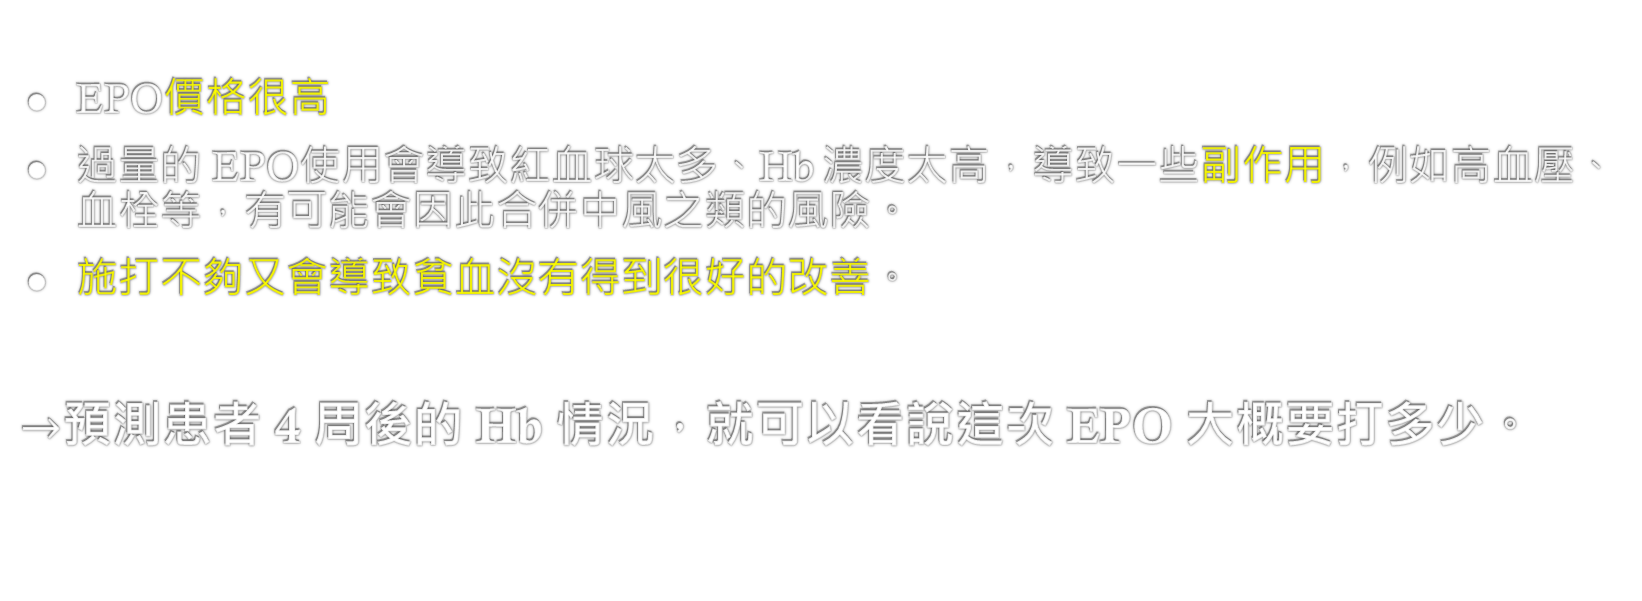 ○ EPO價格很高
○ 過量的 EPO使用會導致紅血球太多、Hb 濃度太高，導致一些副作用，例如高血壓、
血栓等，有可能會因此合併中風之類的風險。
○ 施打不夠又會導致貧血沒有得到很好的改善。
→預測患者 4 周後的 Hb 情況，就可以看說這次 EPO 大概要打多少。